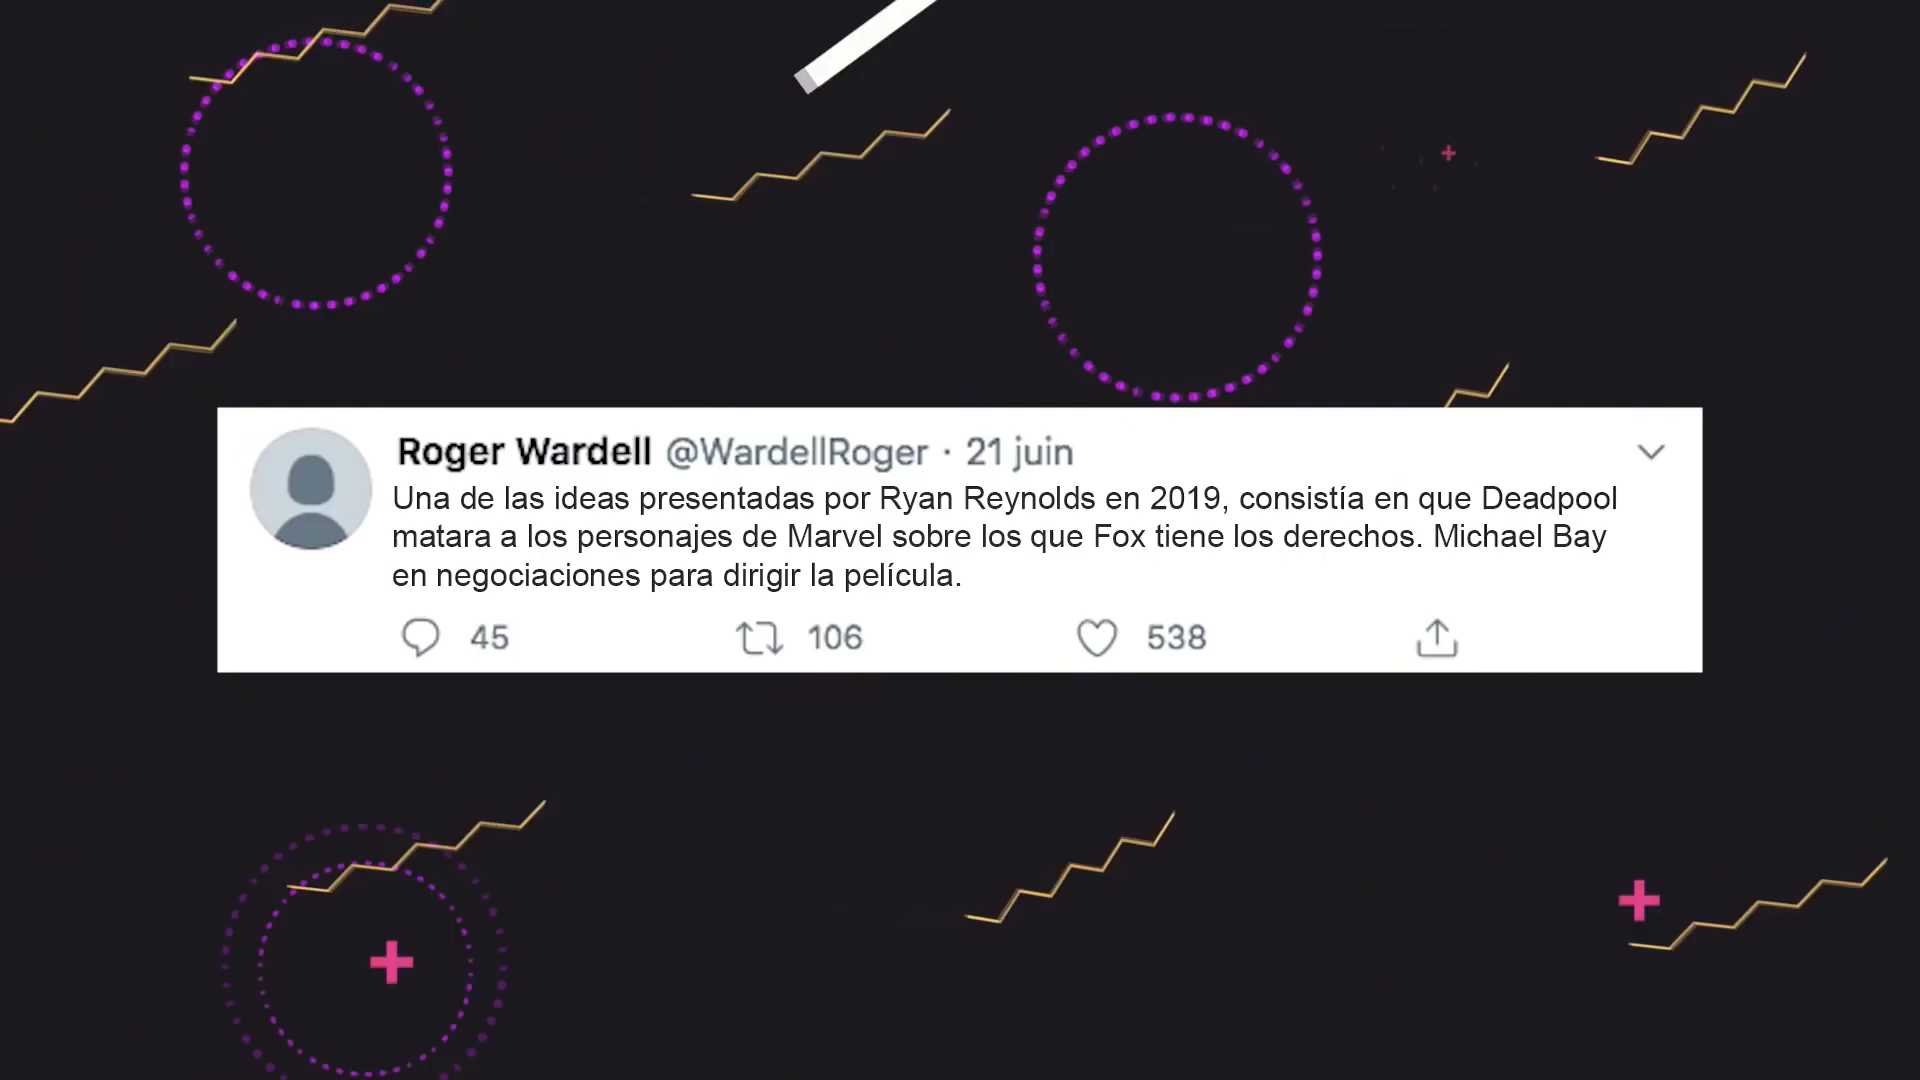 Roger Wardell @WardellRoger · 21 juin
Una de las ideas presentadas por Ryan Reynolds en 2019, consistía en que Deadpool
matara a los personajes de Marvel sobre los que Fox tiene los derechos. Michael Bay
en negociaciones para dirigir la película.
45 106 538